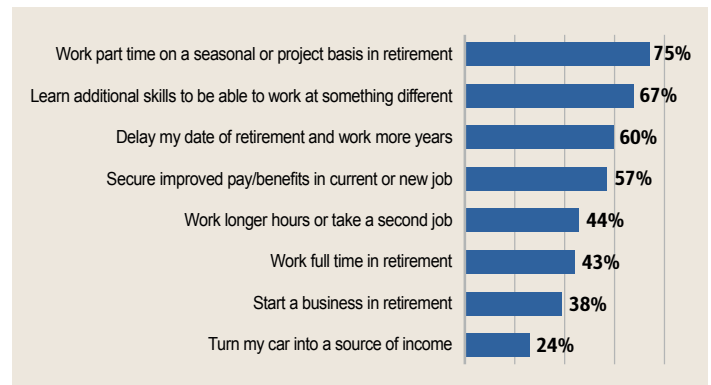 Work part time on a seasonal or project basis in retirement 75%
Learn additional skills to be able to work at something different 67%
Delay my date of retirement and work more years 60%
Secure improved pay/benefits in current or new job 57%
Work longer hours or take a second job 44%
Work full time in retirement 43%
Start a business in retirement 38%
Turn my car into a source of income 24%